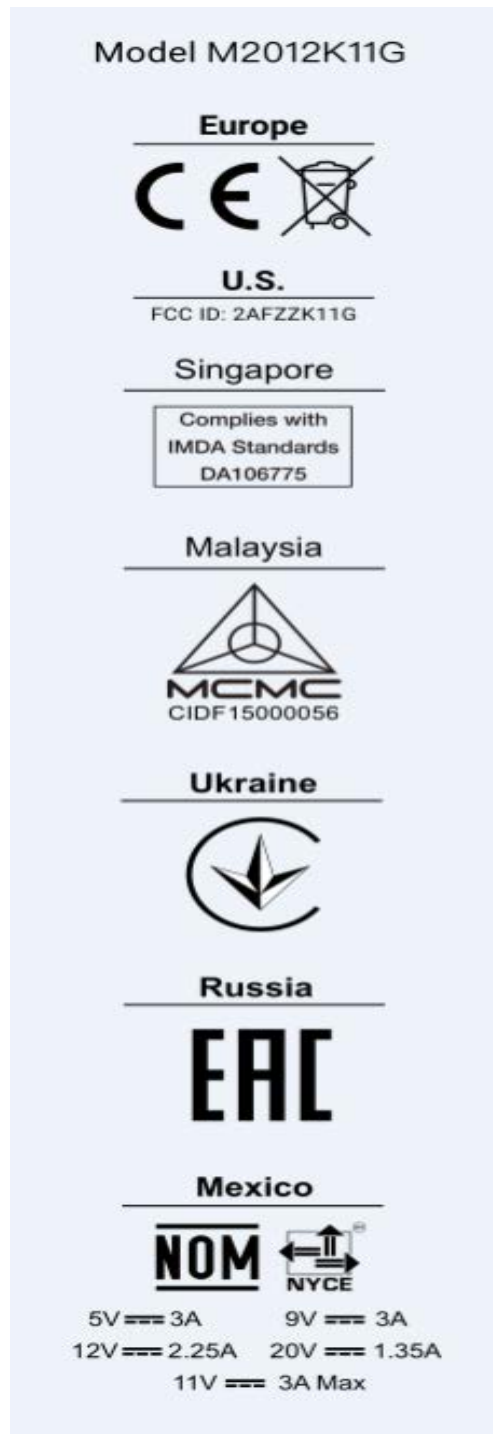 Model M2012K11G
Europe
CE
U.S.
FCC ID: 2AFZZK11G
Singapore
Complies with
IMDA Standards
DA106775
Malaysia
MCMC
CIDF15000056
Ukraine
Russia
EAC
Mexico
NOM NYCE
5V⎓3A 9V⎓3A
12V⎓2.25A 20V⎓1.35A
11V⎓3A Max